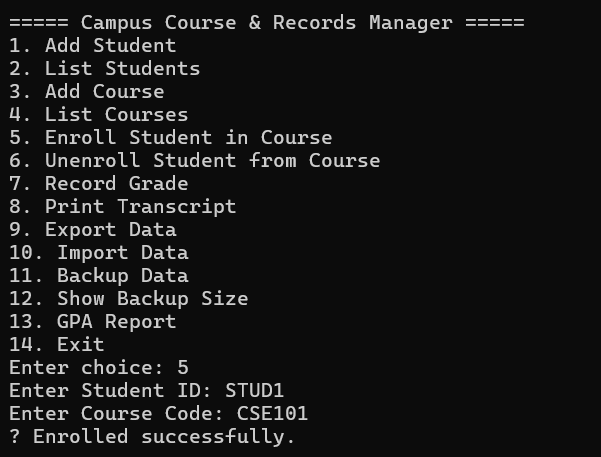 ===== Campus Course & Records Manager =====
1. Add Student
2. List Students
3. Add Course
4. List Courses
5. Enroll Student in Course
6. Unenroll Student from Course
7. Record Grade
8. Print Transcript
9. Export Data
10. Import Data
11. Backup Data
12. Show Backup Size
13. GPA Report
14. Exit
Enter choice: 5
Enter Student ID: STUD1
Enter Course Code: CSE101
? Enrolled successfully.